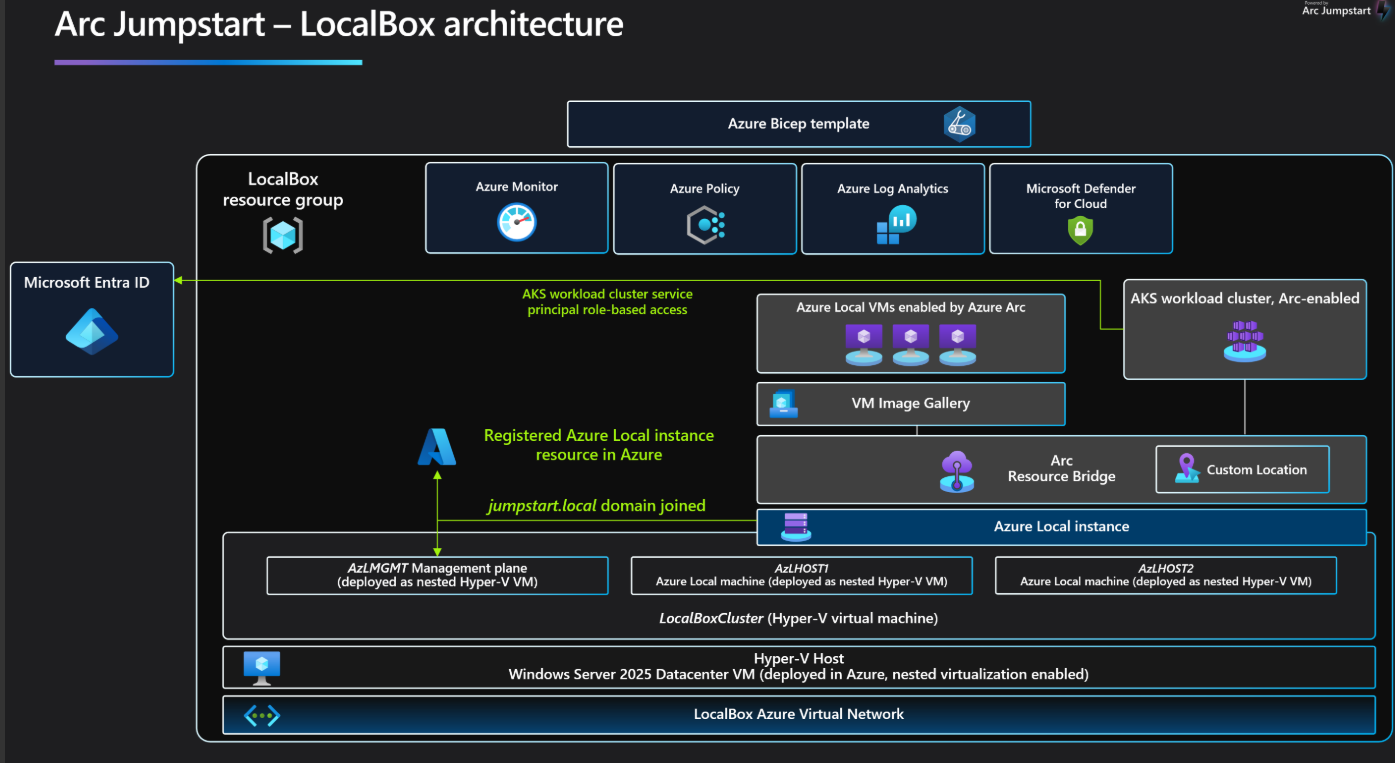 Arc Jumpstart – LocalBox architecture
Powered by
Arc Jumpstart
Azure Bicep template
LocalBox
resource group
Azure Monitor
Azure Policy
Azure Log Analytics
Microsoft Defender
for Cloud
Microsoft Entra ID
AKS workload cluster service
principal role-based access
Azure Local VMs enabled by Azure Arc
AKS workload cluster, Arc-enabled
VM Image Gallery
Registered Azure Local instance
resource in Azure
Arc
Resource Bridge
Custom Location
jumpstart.local domain joined
Azure Local instance
AzLMGMT Management plane
(deployed as nested Hyper-V VM)
AzLHOST1
Azure Local machine (deployed as nested Hyper-V VM)
AzLHOST2
Azure Local machine (deployed as nested Hyper-V VM)
LocalBoxCluster (Hyper-V virtual machine)
Hyper-V Host
Windows Server 2025 Datacenter VM (deployed in Azure, nested virtualization enabled)
LocalBox Azure Virtual Network